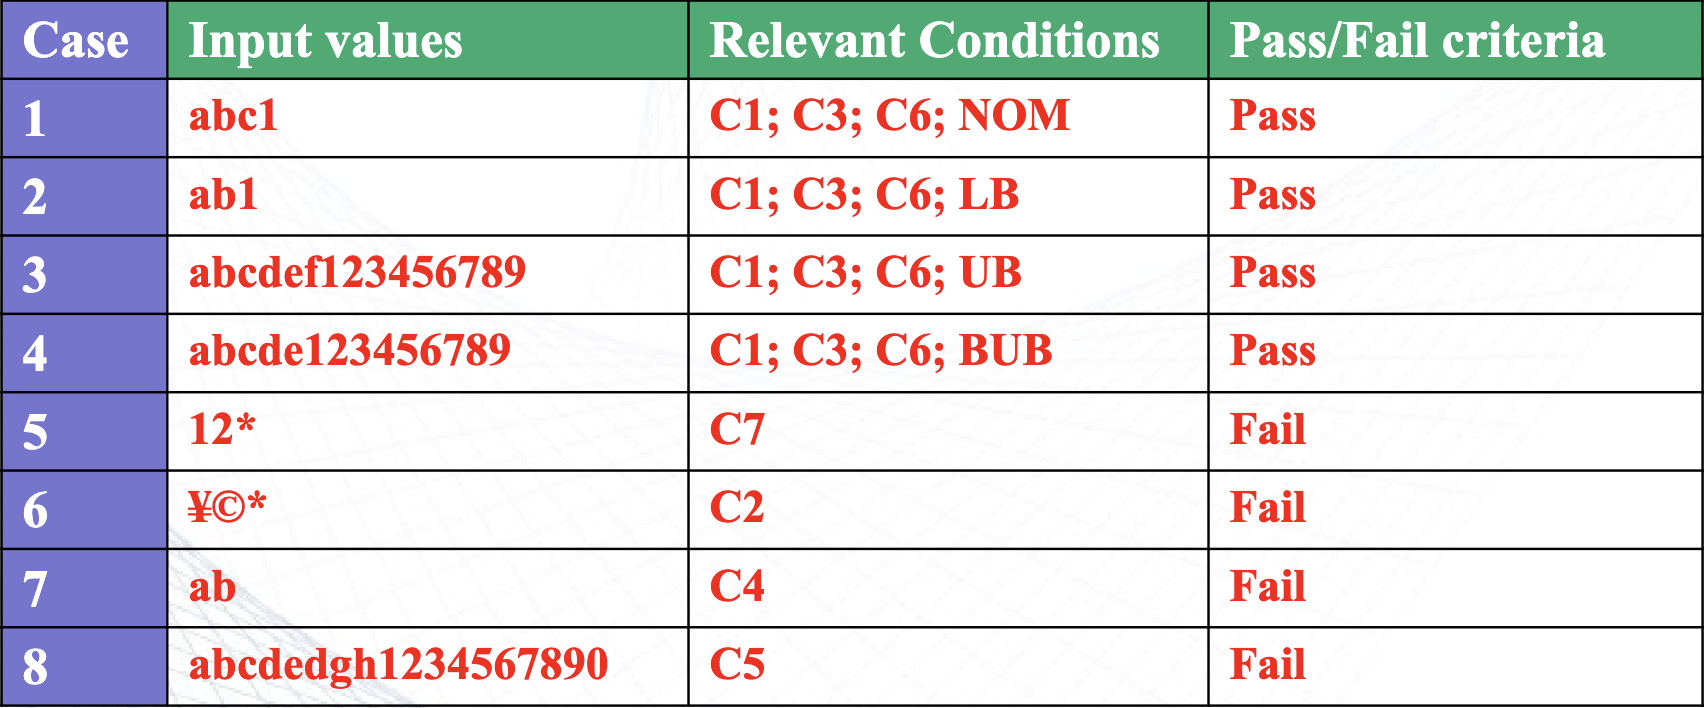 Case Input values Relevant Conditions Pass/Fail criteria
1 abc1 C1; C3; C6; NOM Pass
2 ab1 C1; C3; C6; LB Pass
3 abcdef123456789 C1; C3; C6; UB Pass
4 abcde123456789 C1; C3; C6; BUB Pass
5 12* C7 Fail
6 ¥©* C2 Fail
7 ab C4 Fail
8 abcdedgh1234567890 C5 Fail